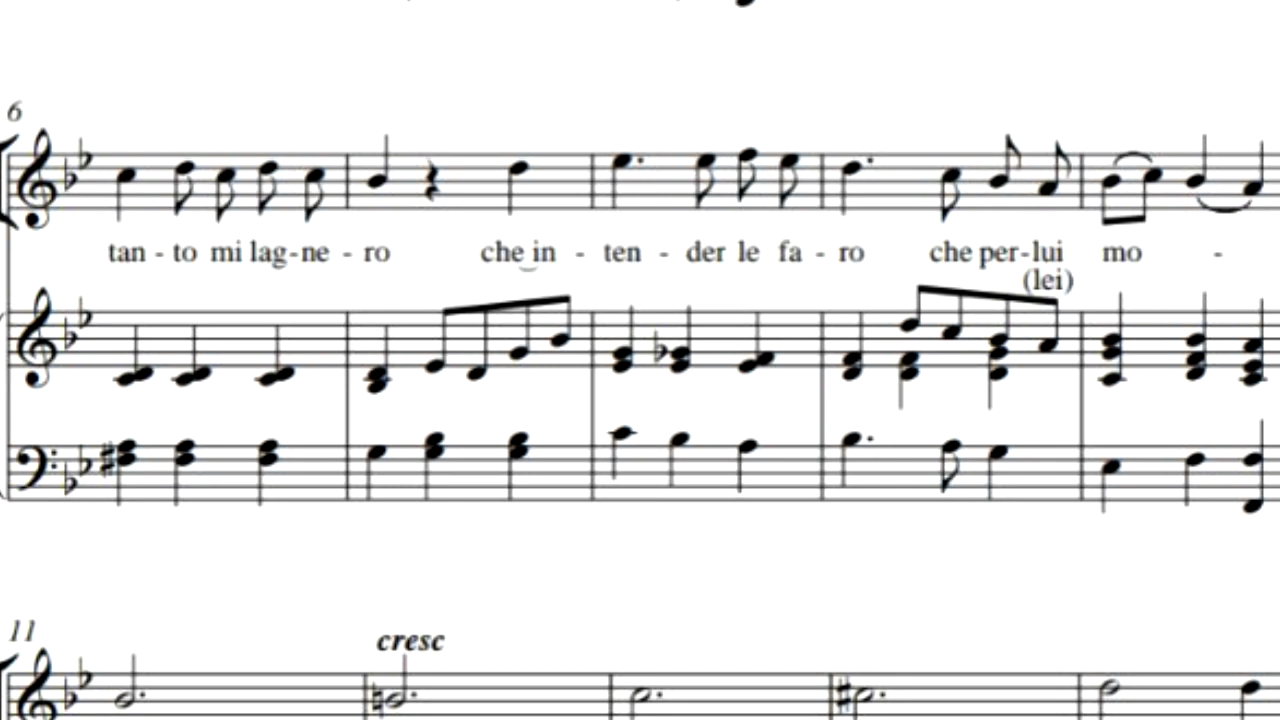 6
tan - to mi lag - ne - ro che in - ten - der le fa - ro che per - lui mo -
(lei)
11
cresc